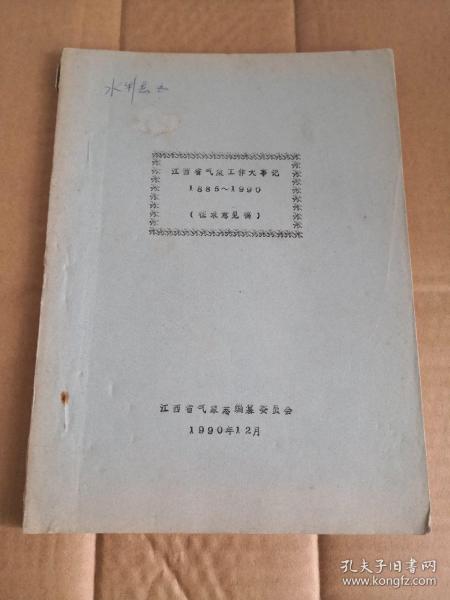 水利志
江西省气象工作大事记
1885～1990
(征求意见稿)
江西省气象志编纂委员会
1990年12月
孔夫子旧书网
www.kongfz.com